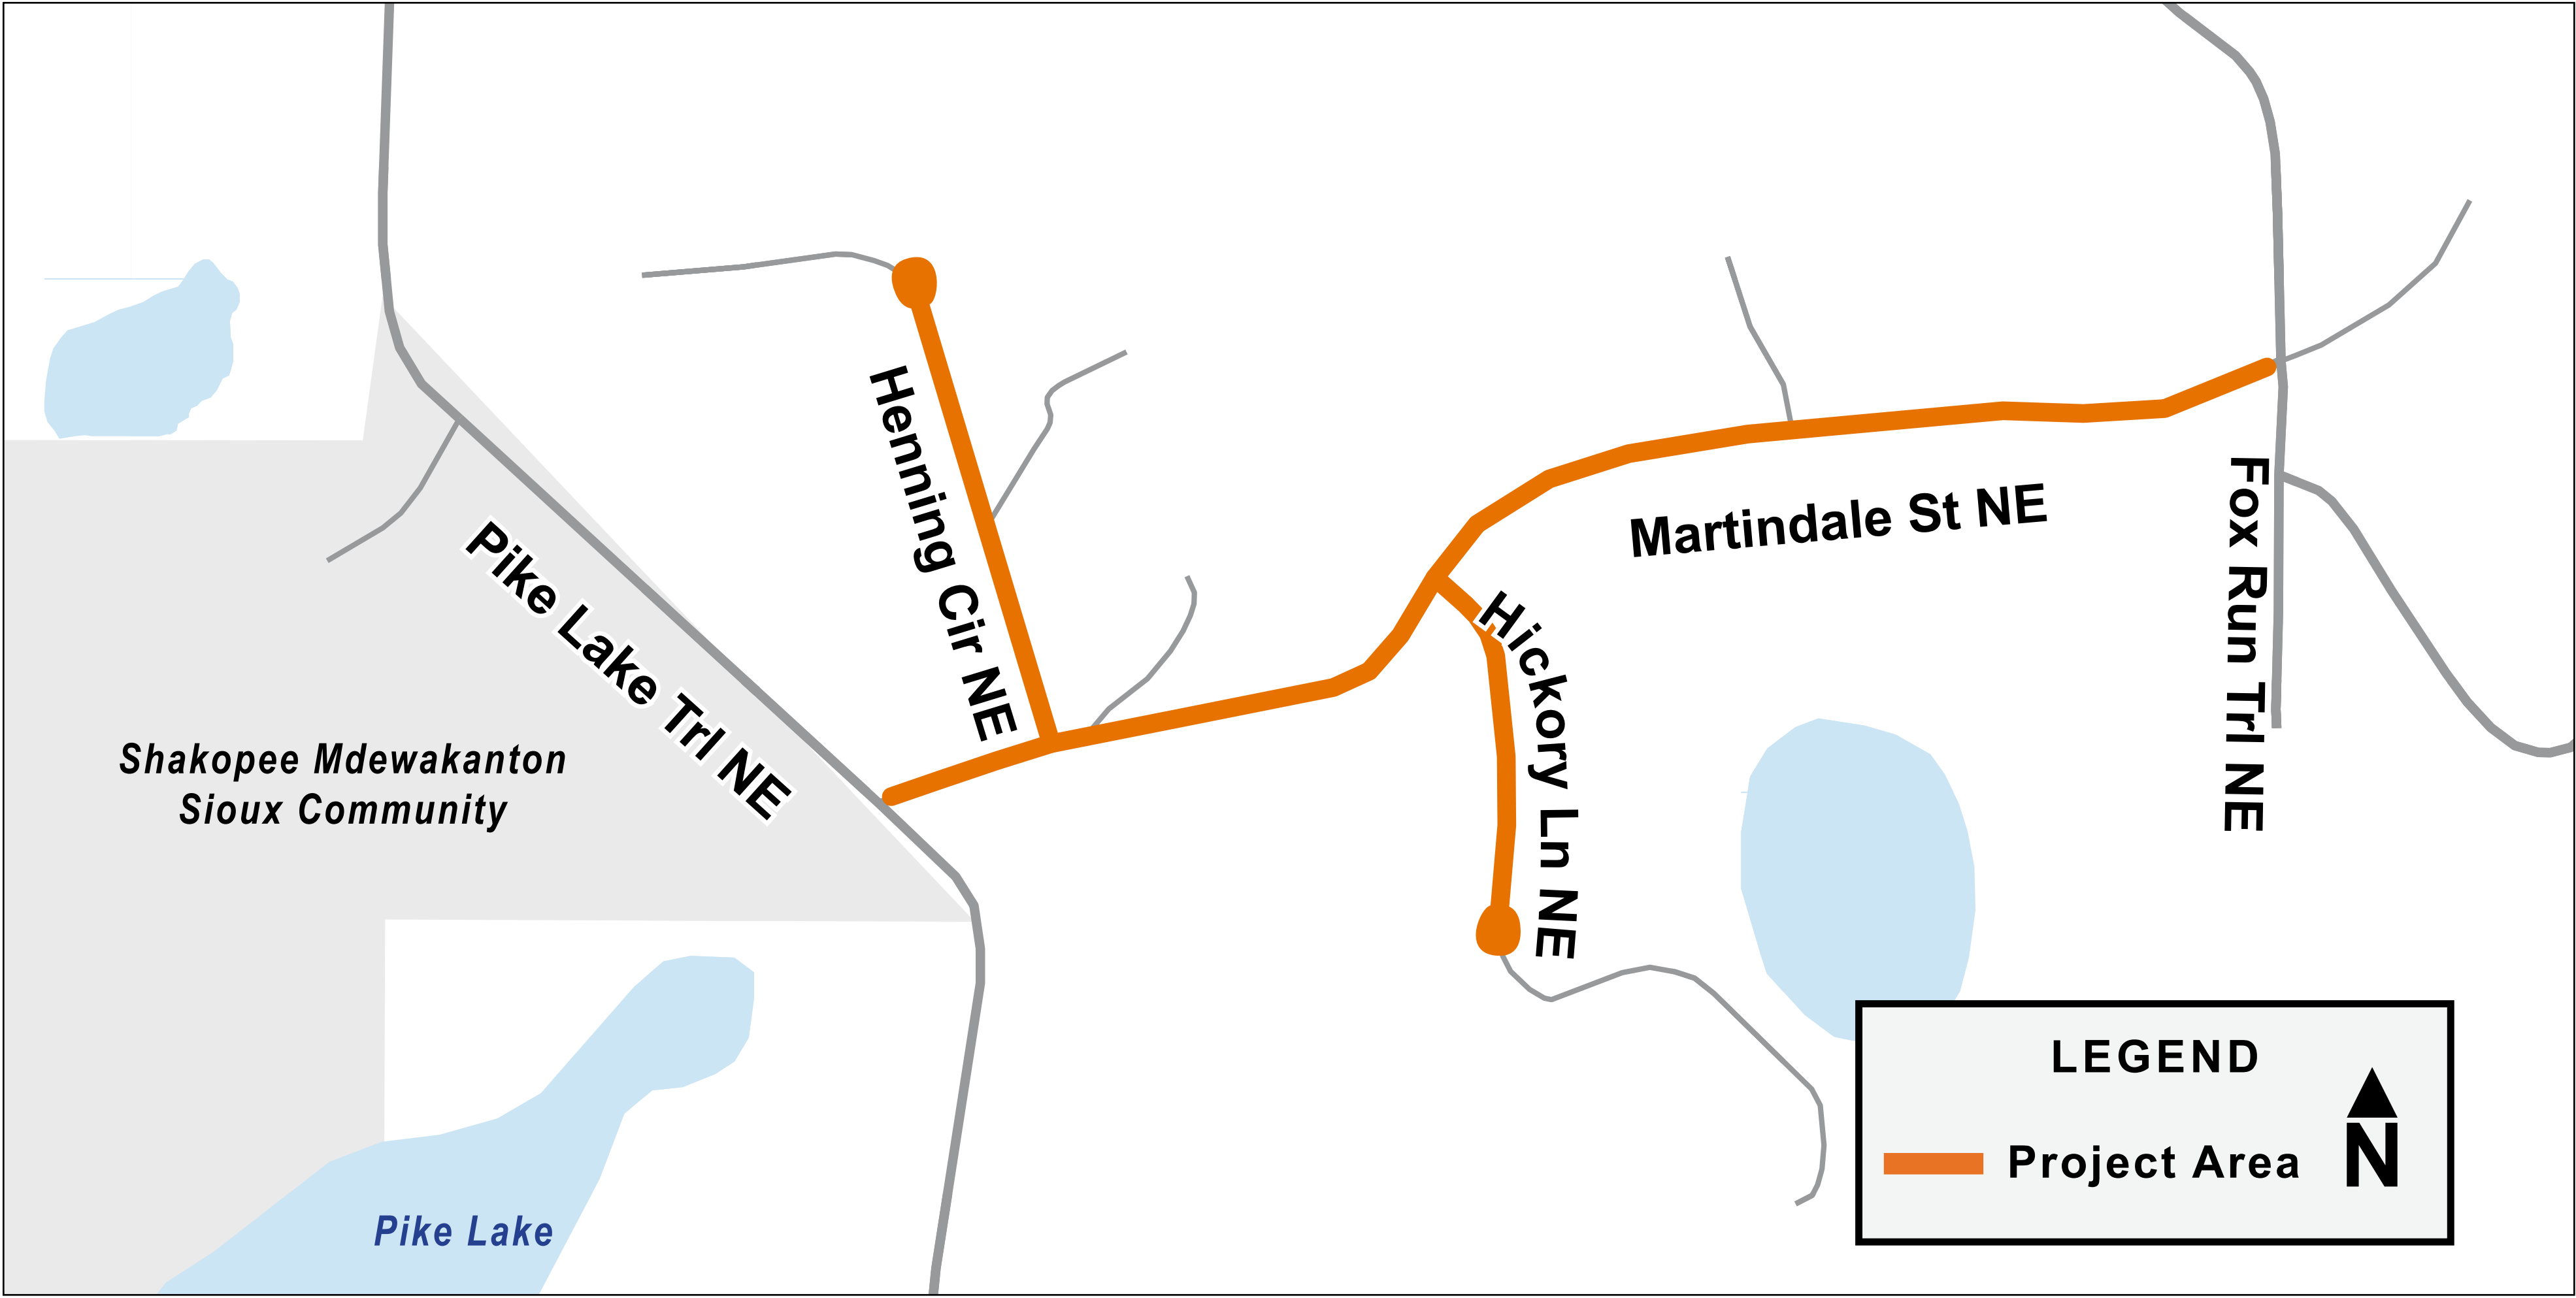 Henning Cir NE
Martindale St NE
Fox Run Trl NE
Pike Lake Trl NE
Hickory Ln NE
Shakopee Mdewakanton
Sioux Community
Pike Lake
LEGEND
Project Area
N